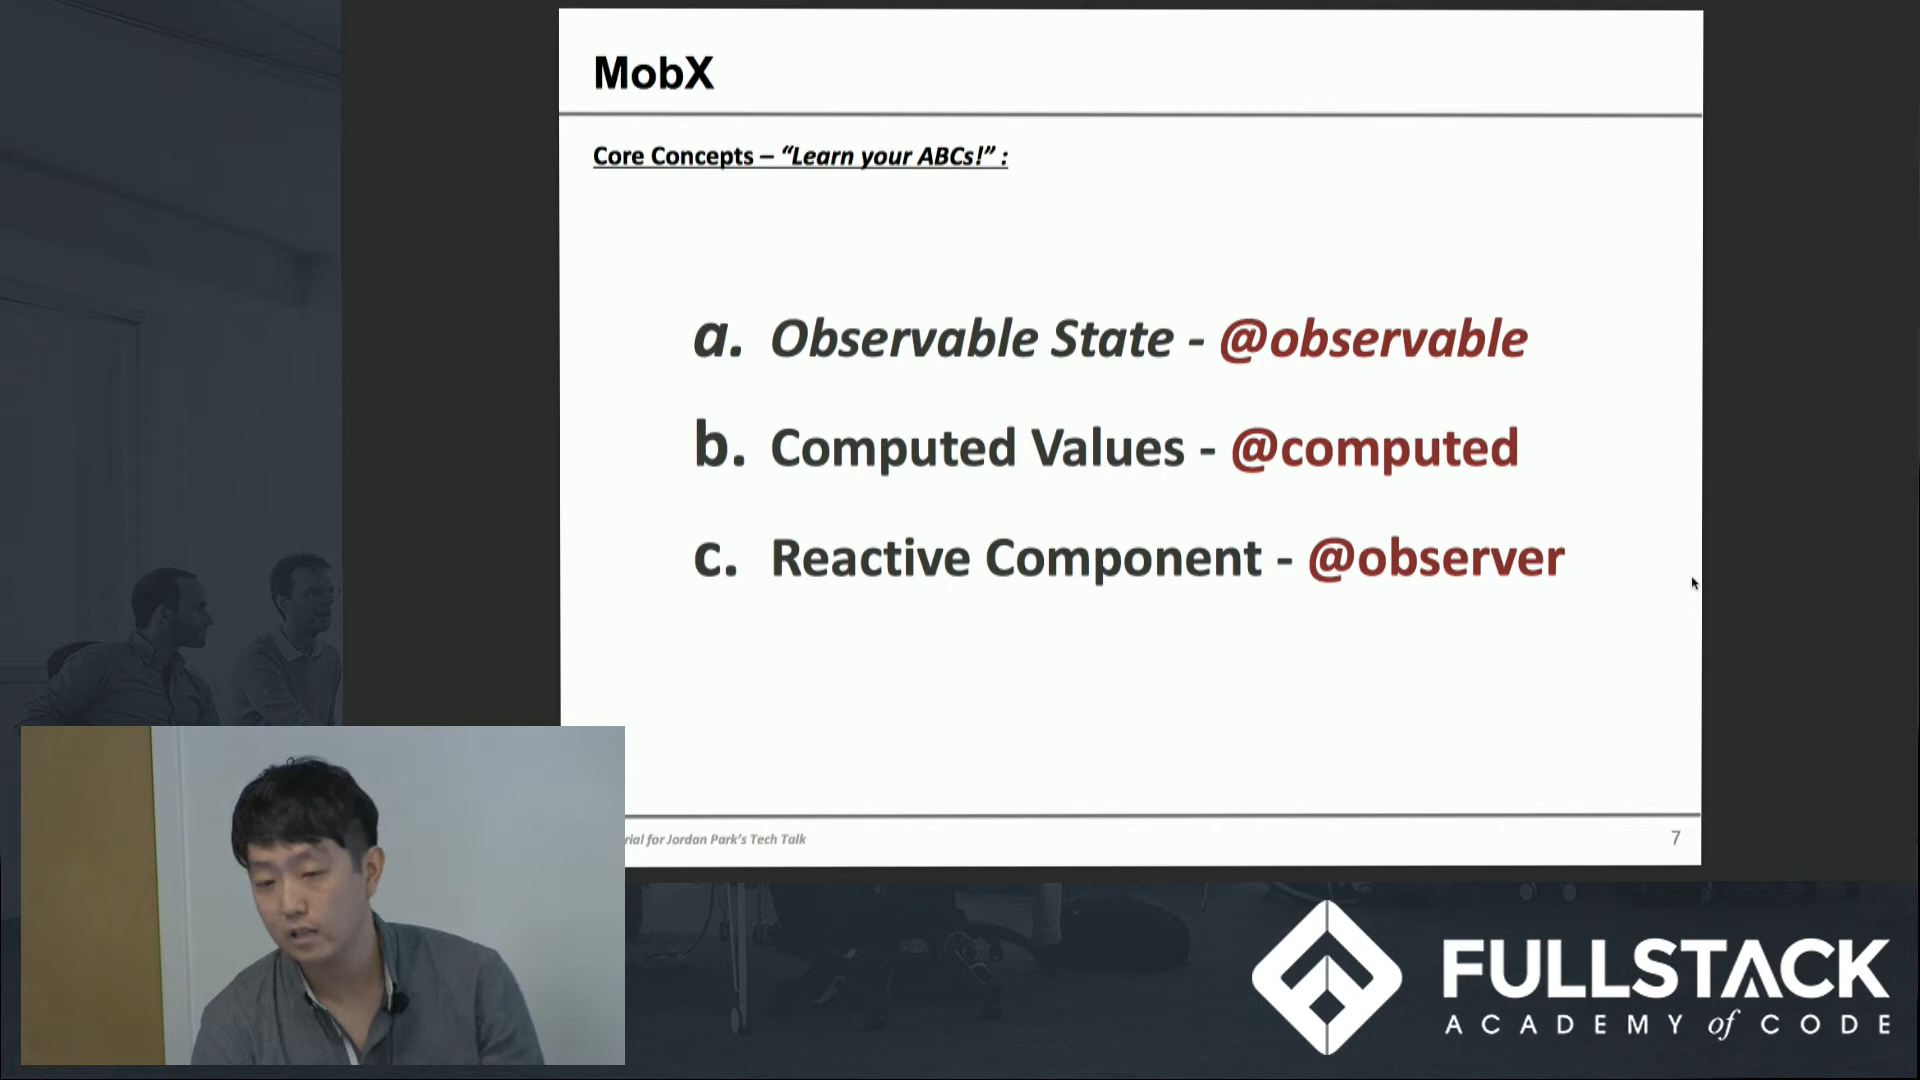 MobX
Core Concepts – “Learn your ABCs!” :
a. Observable State - @observable
b. Computed Values - @computed
c. Reactive Component - @observer
for Jordan Park's Tech Talk
7
FULLSTACK
ACADEMY of CODE